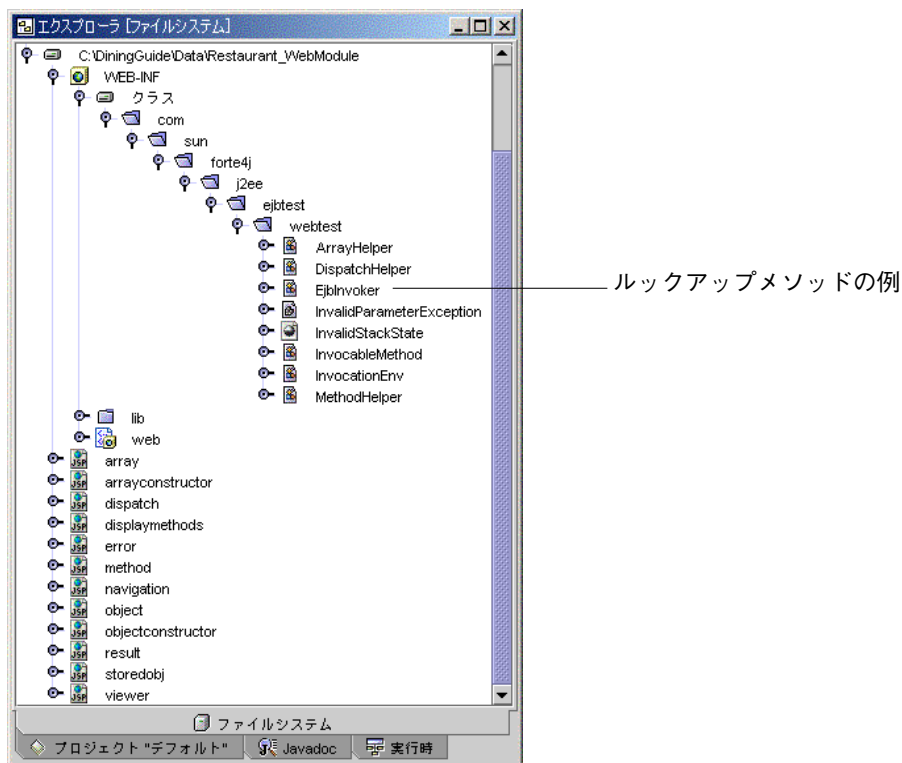 エクスプローラ [ファイルシステム]
C:\DiningGuide\Data\Restaurant_WebModule
WEB-INF
クラス
com
sun
forte4j
j2ee
ejbtest
webtest
ArrayHelper
DispatchHelper
EjbInvoker
ルックアップメソッドの例
InvalidParameterException
InvalidStackState
InvocableMethod
InvocationEnv
MethodHelper
lib
web
array
arrayconstructor
dispatch
displaymethods
error
method
navigation
object
objectconstructor
result
storedobj
viewer
ファイルシステム
プロジェクト "デフォルト" Javadoc 実行時